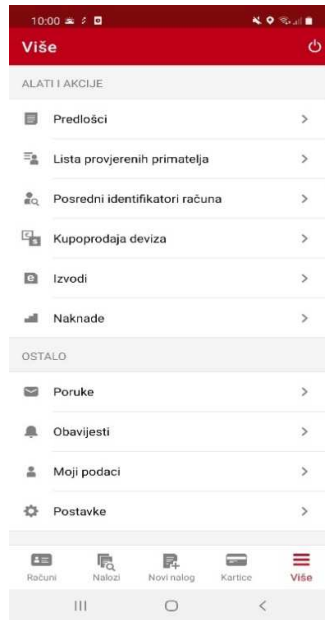 10:00
Više
ALATI I AKCIJE
Predlošci
Lista provjerenih primatelja
Posredni identifikatori računa
Kupoprodaja deviza
Izvodi
Naknade
OSTALO
Poruke
Obavijesti
Moji podaci
Postavke
Računi Nalozi Novi nalog Kartice Više